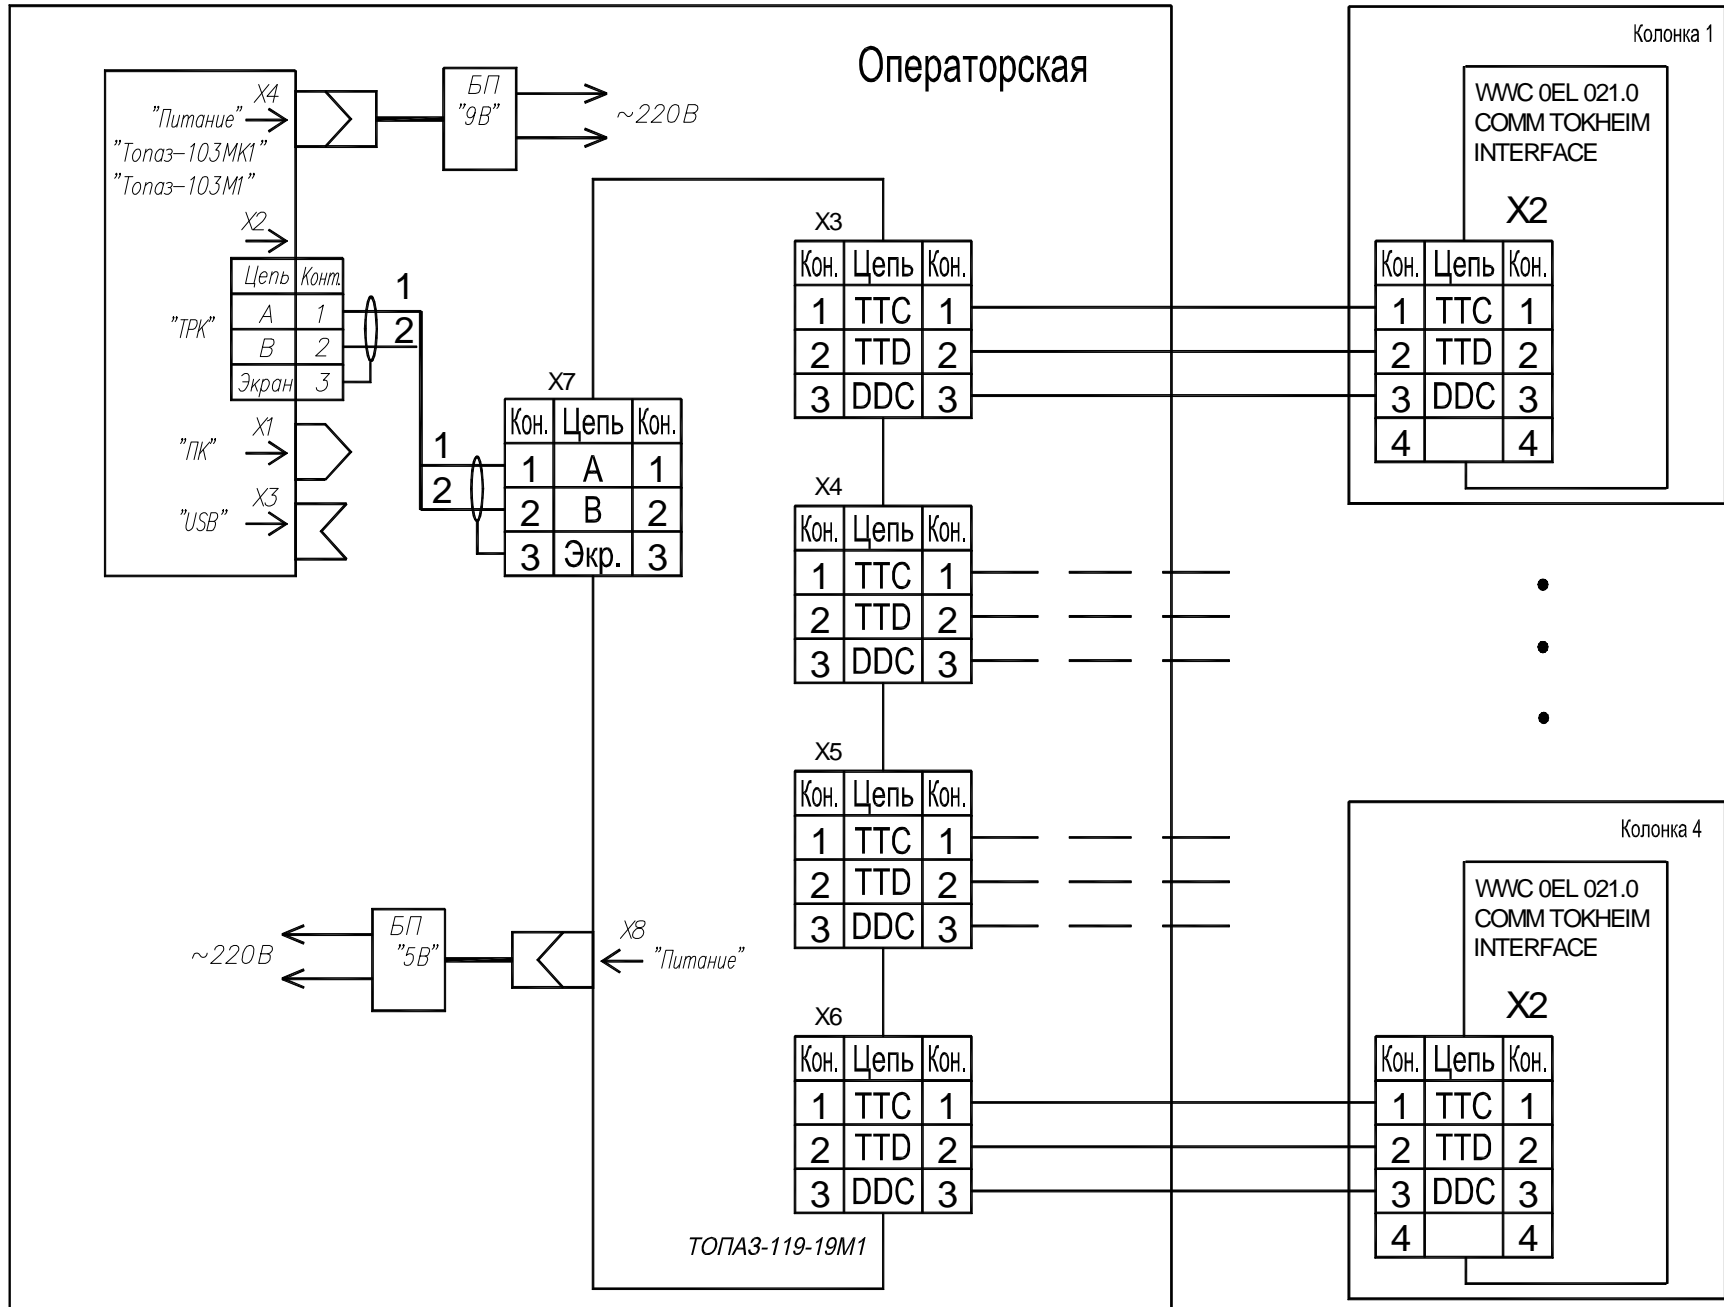 Операторская
X4
"Питание"
"Топаз-103МК1"
"Топаз-103М1"
БП
"9В"
~220В
X2
Цепь Конт.
"ТРК"
А 1
В 2
Экран 3
1
2
X1
"ПК"
X3
"USB"
1
2
X7
Кон. Цепь Кон.
1 А 1
2 В 2
3 Экр. 3
X3
Кон. Цепь Кон.
1 TTC 1
2 TTD 2
3 DDC 3
X4
Кон. Цепь Кон.
1 TTC 1
2 TTD 2
3 DDC 3
X5
Кон. Цепь Кон.
1 TTC 1
2 TTD 2
3 DDC 3
X6
Кон. Цепь Кон.
1 TTC 1
2 TTD 2
3 DDC 3
~220В
БП
"5В"
X8
"Питание"
ТОПАЗ-119-19М1
Колонка 1
WWC 0EL 021.0
COMM TOKHEIM
INTERFACE
X2
Кон. Цепь Кон.
1 TTC 1
2 TTD 2
3 DDC 3
4 4
Колонка 4
WWC 0EL 021.0
COMM TOKHEIM
INTERFACE
X2
Кон. Цепь Кон.
1 TTC 1
2 TTD 2
3 DDC 3
4 4